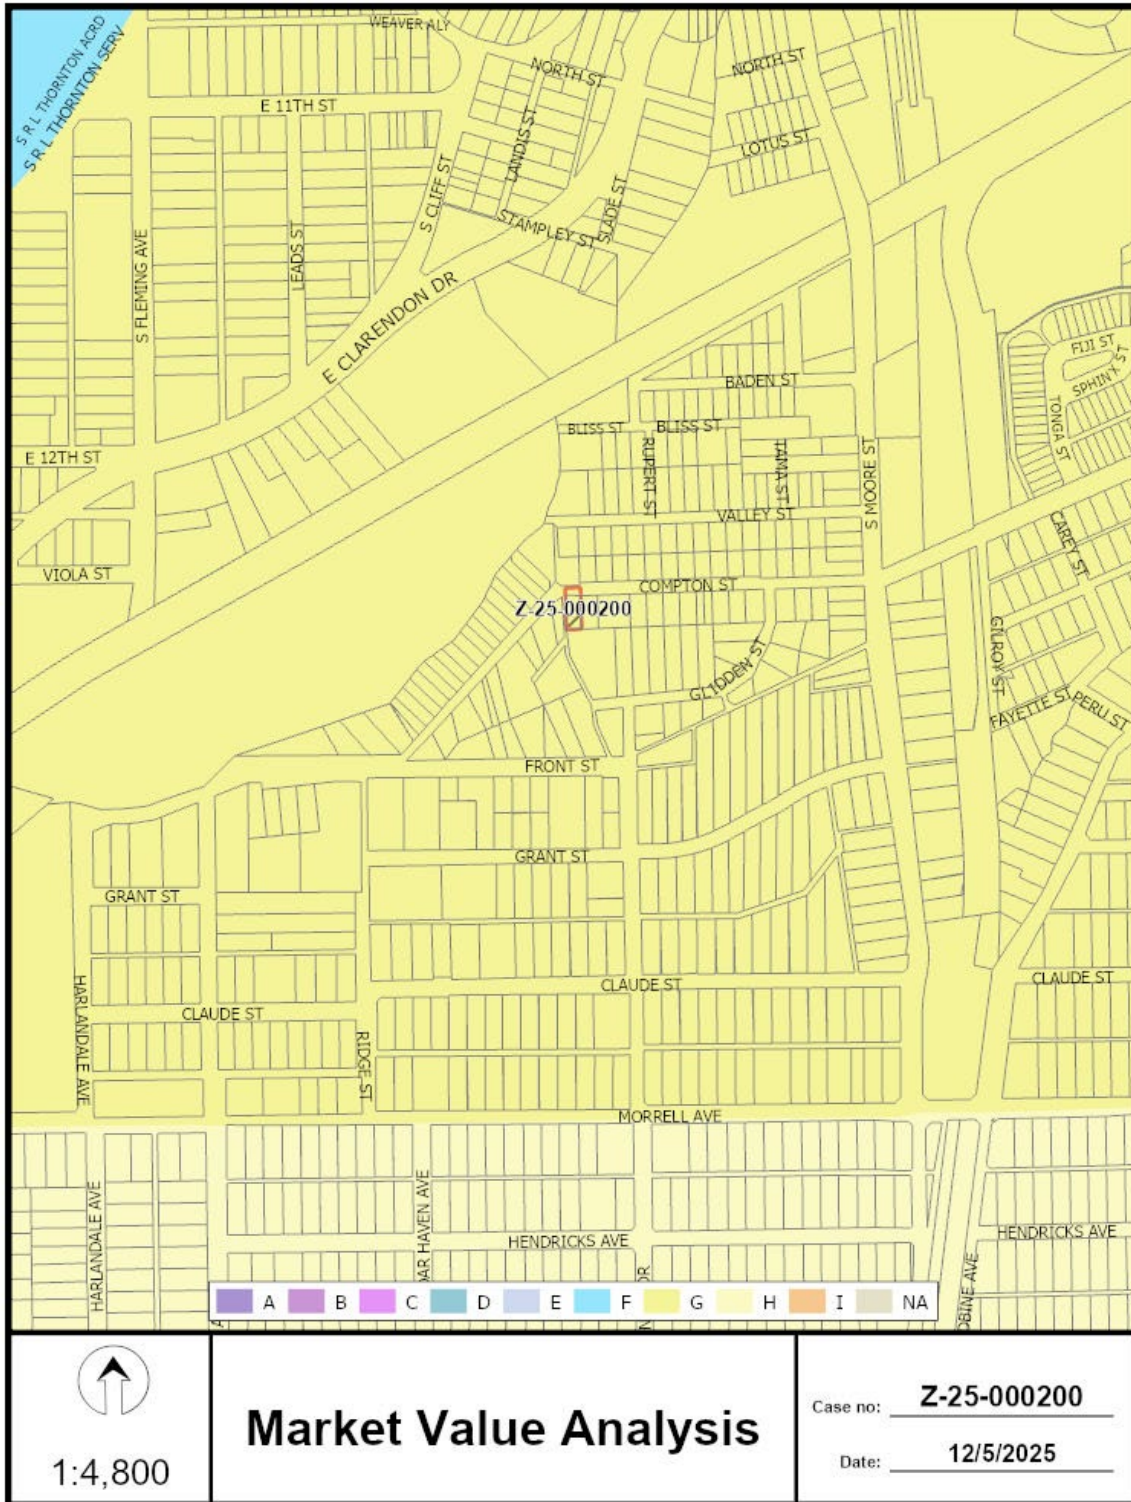 WEAVER ALY
S R L THORNTON ACRD
S R L THORNTON SERV
NORTH ST
NORTH ST
E 11TH ST
LANDIS ST
LOTUS ST
S CLIFF ST
SLADE ST
STAMPLEY ST
S FLEMING AVE
LEADS ST
E CLARENDON DR
FIJI ST
SPHINX ST
TONGA ST
BADEN ST
BLISS ST
BLISS ST
RUPERT ST
TAMA ST
S MOORE ST
E 12TH ST
VALLEY ST
CAREY ST
VIOLA ST
COMPTON ST
Z-25-000200
GILROY ST
GLIDDEN ST
FAYETTE ST
PERU ST
FRONT ST
GRANT ST
GRANT ST
HARLANDALE AVE
CLAUDE ST
CLAUDE ST
CLAUDE ST
RIDGE ST
MORRELL AVE
HARLANDALE AVE
AR HAVEN AVE
HENDRICKS AVE
HENDRICKS AVE
OBINE AVE
A B C D E F G H I NA
1:4,800
Market Value Analysis
Case no: Z-25-000200
Date: 12/5/2025